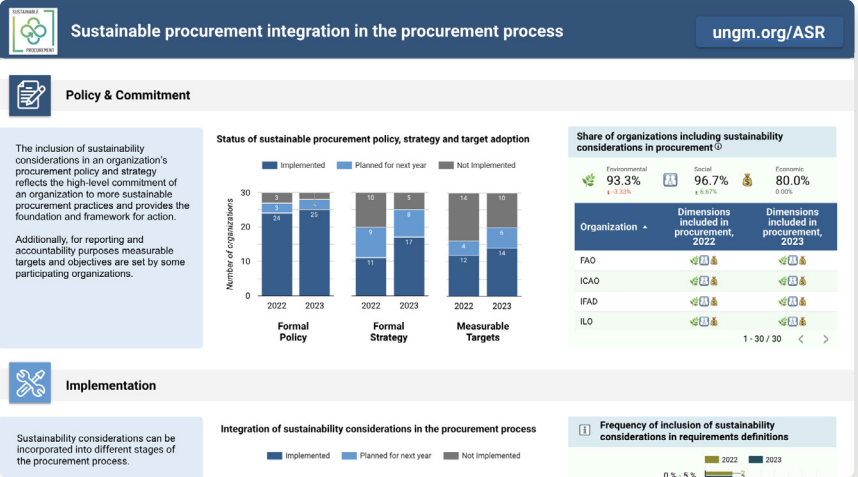 SUSTAINABLE
PROCUREMENT
Sustainable procurement integration in the procurement process
ungm.org/ASR
Policy & Commitment
The inclusion of sustainability
considerations in an organization's
procurement policy and strategy
reflects the high-level commitment of
an organization to more sustainable
procurement practices and provides the
foundation and framework for action.
Additionally, for reporting and
accountability purposes measurable
targets and objectives are set by some
participating organizations.
Status of sustainable procurement policy, strategy and target adoption
Implemented Planned for next year Not Implemented
Number of organizations
30
20
10
0
3
3
24
1
4
25
10
9
11
5
8
17
14
4
12
10
6
14
2022 2023 2022 2023 2022 2023
Formal
Policy
Formal
Strategy
Measurable
Targets
Share of organizations including sustainability
considerations in procurement
Environmental
93.3%
-3.33%
Social
96.7%
6.67%
Economic
80.0%
0.00%
Organization
Dimensions
included in
procurement,
2022
Dimensions
included in
procurement,
2023
FAO
ICAO
IFAD
ILO
1 - 30 / 30
Implementation
Sustainability considerations can be
incorporated into different stages of
the procurement process.
Integration of sustainability considerations in the procurement process
Implemented Planned for next year Not Implemented
Frequency of inclusion of sustainability
considerations in requirements definitions
2022 2023
0 % - 5 %
2